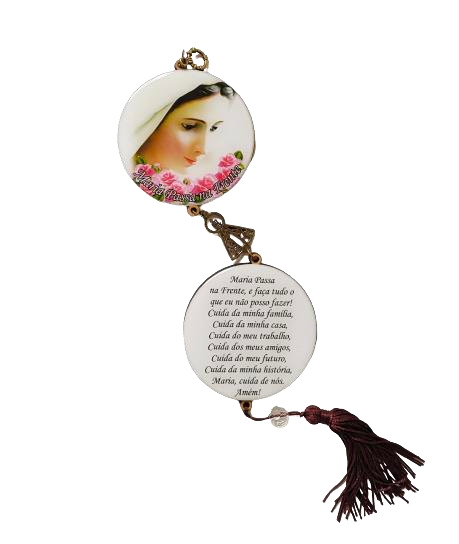 Maria Passa na Frente
Maria Passa
na Frente, e faça tudo o
que eu não posso fazer!
Cuida da minha família,
Cuida da minha casa,
Cuida do meu trabalho,
Cuida dos meus amigos,
Cuida do meu futuro,
Cuida da minha história,
Maria, cuida de nós.
Amém!